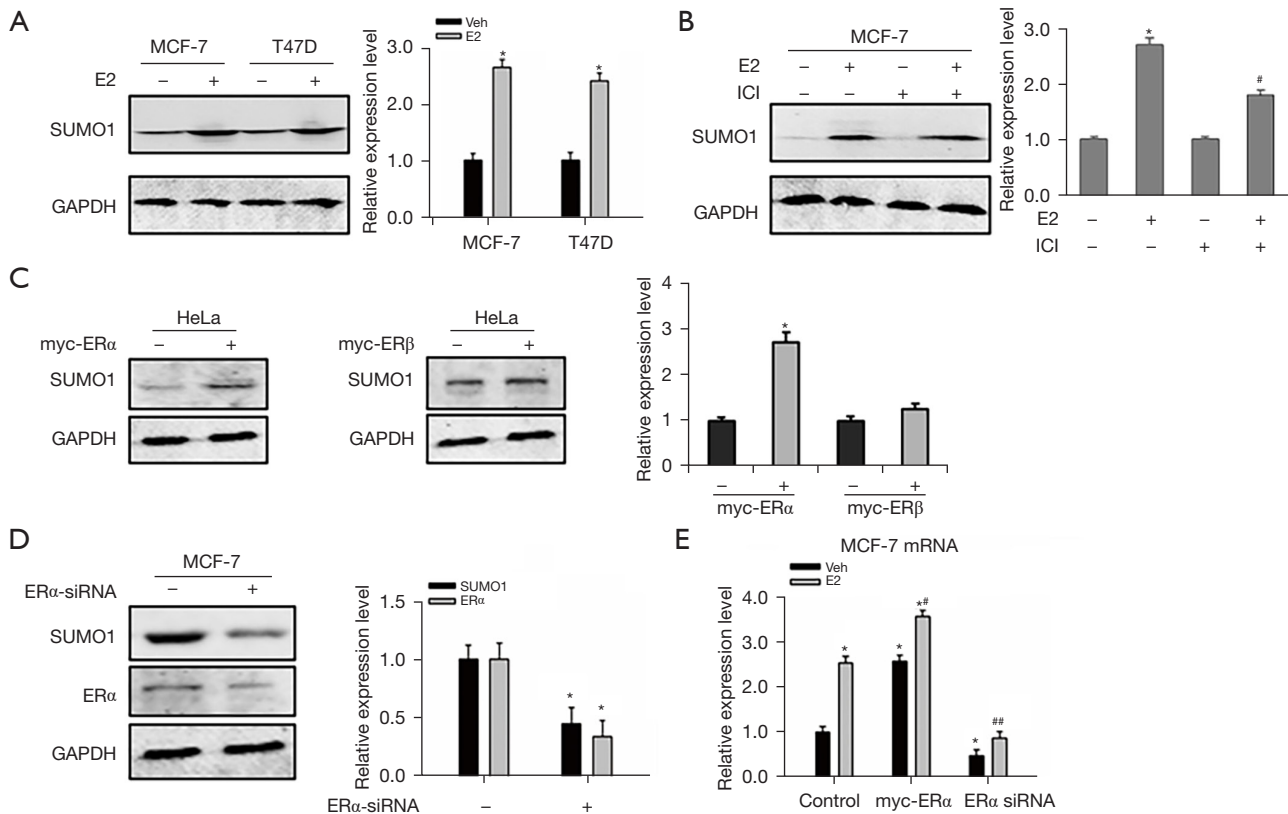 A
MCF-7 T47D
E2 – + – +
SUMO1
GAPDH
Veh
E2
Relative expression level
3.0
2.0
1.0
0.0
* *
MCF-7 T47D
B
MCF-7
E2 – + – +
ICI – – + +
SUMO1
GAPDH
Relative expression level
3.0
2.0
1.0
0.0
* #
E2 – + – +
ICI – – + +
C
HeLa
myc-ERα – +
SUMO1
GAPDH
HeLa
myc-ERβ – +
SUMO1
GAPDH
Relative expression level
4
3
2
1
0
*
– + – +
myc-ERα myc-ERβ
D
MCF-7
ERα-siRNA – +
SUMO1
ERα
GAPDH
SUMO1
ERα
Relative expression level
1.5
1.0
0.5
0.0
* *
ERα-siRNA – +
E
MCF-7 mRNA
Veh
E2
Relative expression level
4.0
3.0
2.0
1.0
0.0
* * *# * ##
Control myc-ERα ERα siRNA